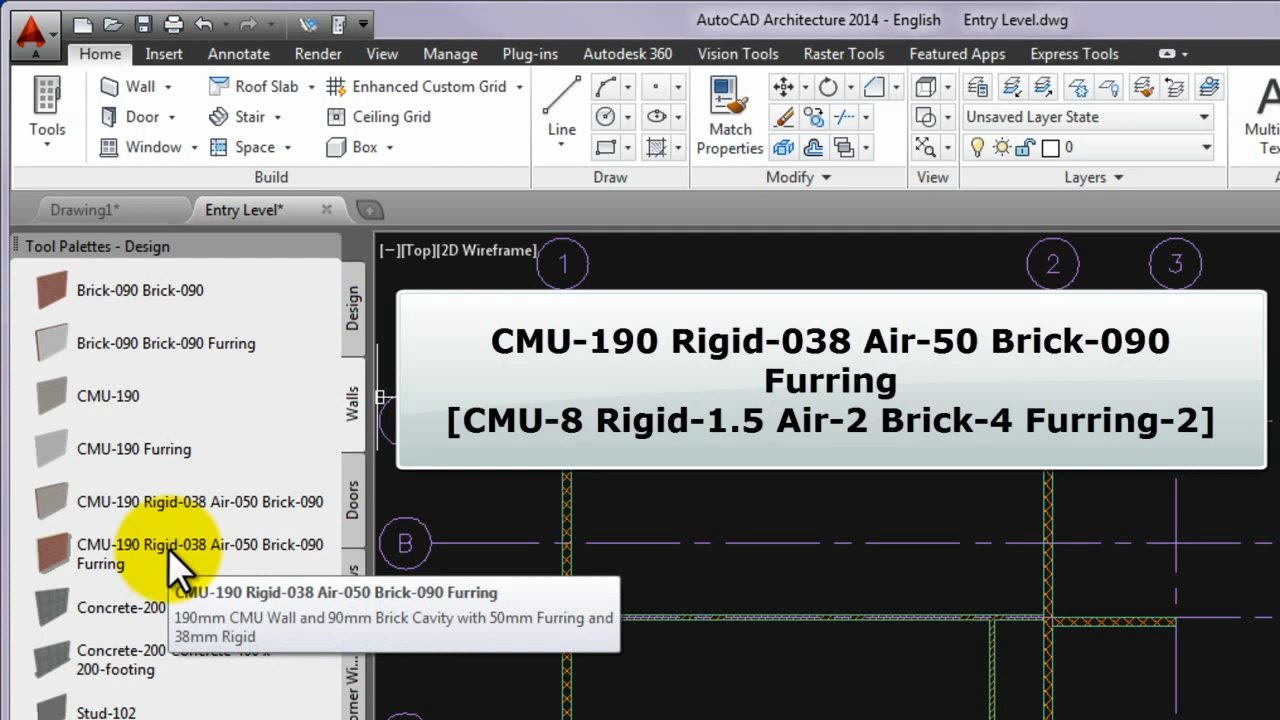 AutoCAD Architecture 2014 - English Entry Level.dwg
A
Home Insert Annotate Render View Manage Plug-ins Autodesk 360 Vision Tools Raster Tools Featured Apps Express Tools
Tools
Wall Roof Slab Enhanced Custom Grid
Door Stair Ceiling Grid
Window Space Box
Build
Line
Draw
Match
Properties
Modify
View
Unsaved Layer State
0
Layers
Drawing1* Entry Level*
Tool Palettes - Design
Brick-090 Brick-090
Brick-090 Brick-090 Furring
CMU-190
CMU-190 Furring
CMU-190 Rigid-038 Air-050 Brick-090
CMU-190 Rigid-038 Air-050 Brick-090
Furring
Concrete-200
200-footing
Stud-102
Design
Walls
Doors
[−][Top][2D Wireframe]
1 2 3
CMU-190 Rigid-038 Air-50 Brick-090
Furring
[CMU-8 Rigid-1.5 Air-2 Brick-4 Furring-2]
B
CMU-190 Rigid-038 Air-050 Brick-090 Furring
190mm CMU Wall and 90mm Brick Cavity with 50mm Furring and
38mm Rigid